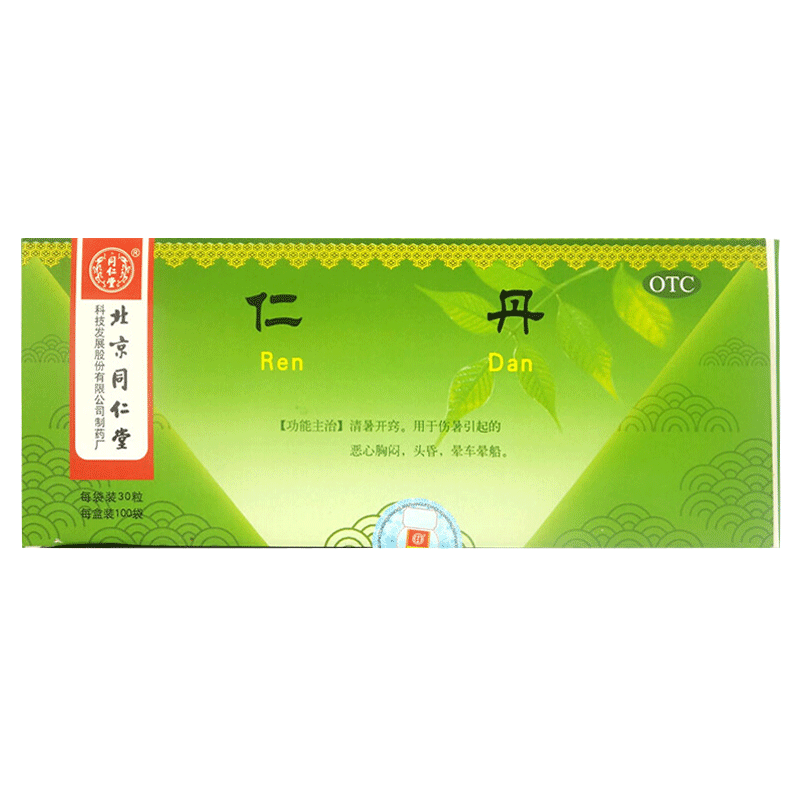 同仁堂
®
北京同仁堂
科技发展股份有限公司制药厂
仁 丹
Ren Dan
OTC
【功能主治】清暑开窍。用于伤暑引起的
恶心胸闷，头昏，晕车晕船。
每袋装30粒
每盒装100袋